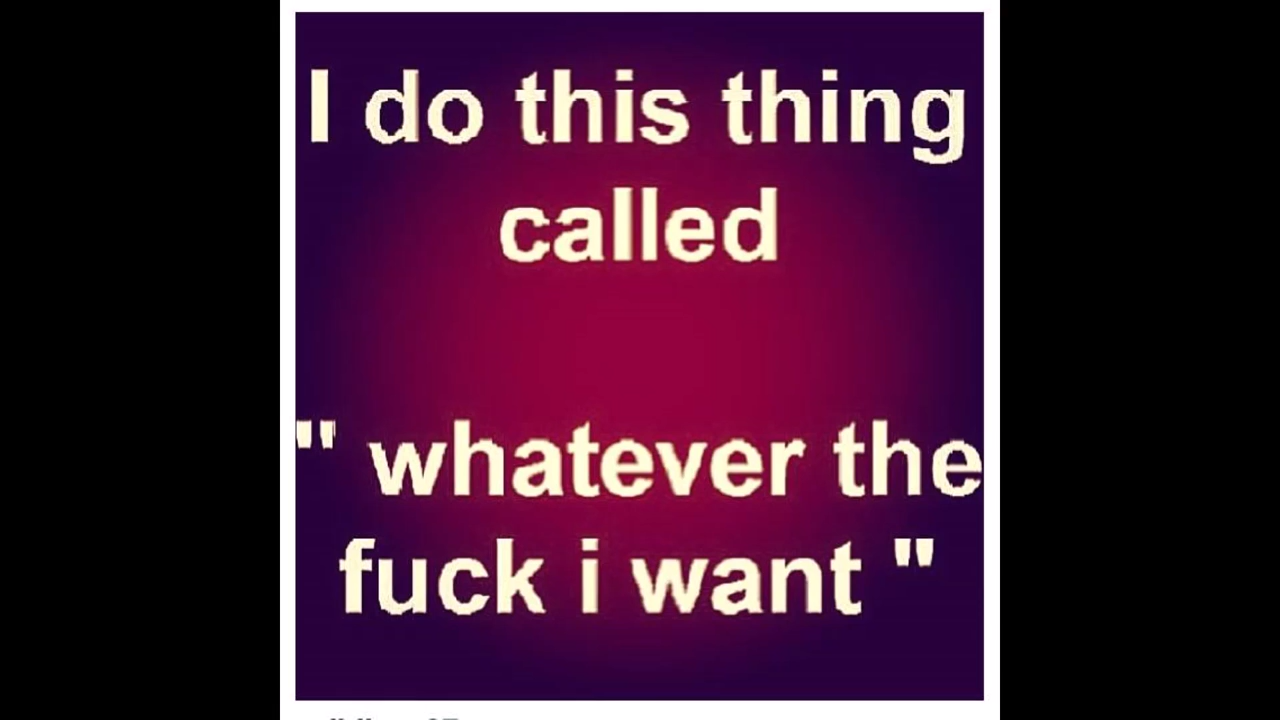 I do this thing
called
" whatever the
fuck i want "